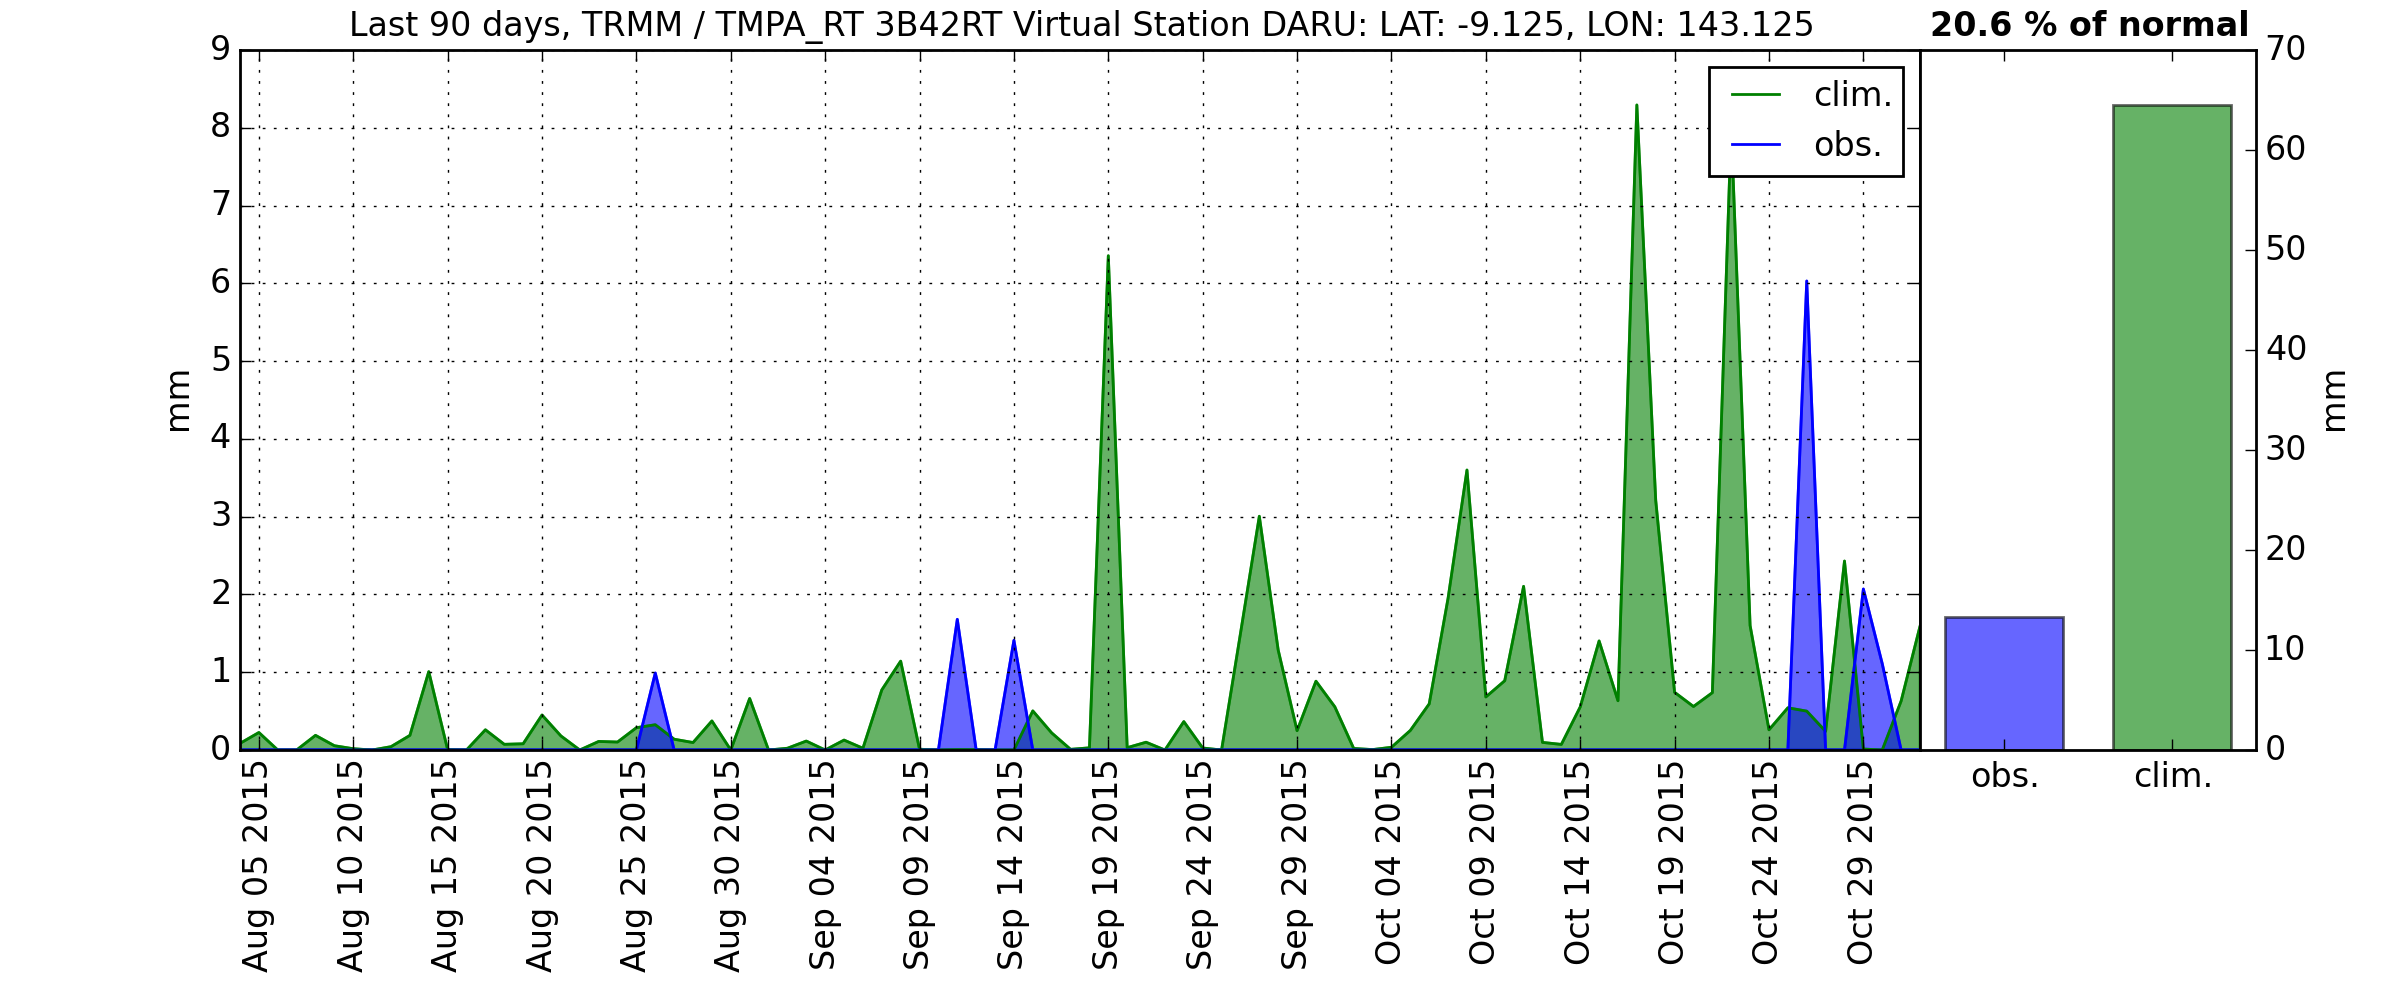 Last 90 days, TRMM / TMPA_RT 3B42RT Virtual Station DARU: LAT: -9.125, LON: 143.125
20.6 % of normal
9
8
7
6
5
4
3
2
1
0
mm
clim.
obs.
Aug 05 2015
Aug 10 2015
Aug 15 2015
Aug 20 2015
Aug 25 2015
Aug 30 2015
Sep 04 2015
Sep 09 2015
Sep 14 2015
Sep 19 2015
Sep 24 2015
Sep 29 2015
Oct 04 2015
Oct 09 2015
Oct 14 2015
Oct 19 2015
Oct 24 2015
Oct 29 2015
obs.
clim.
70
60
50
40
30
20
10
0
mm